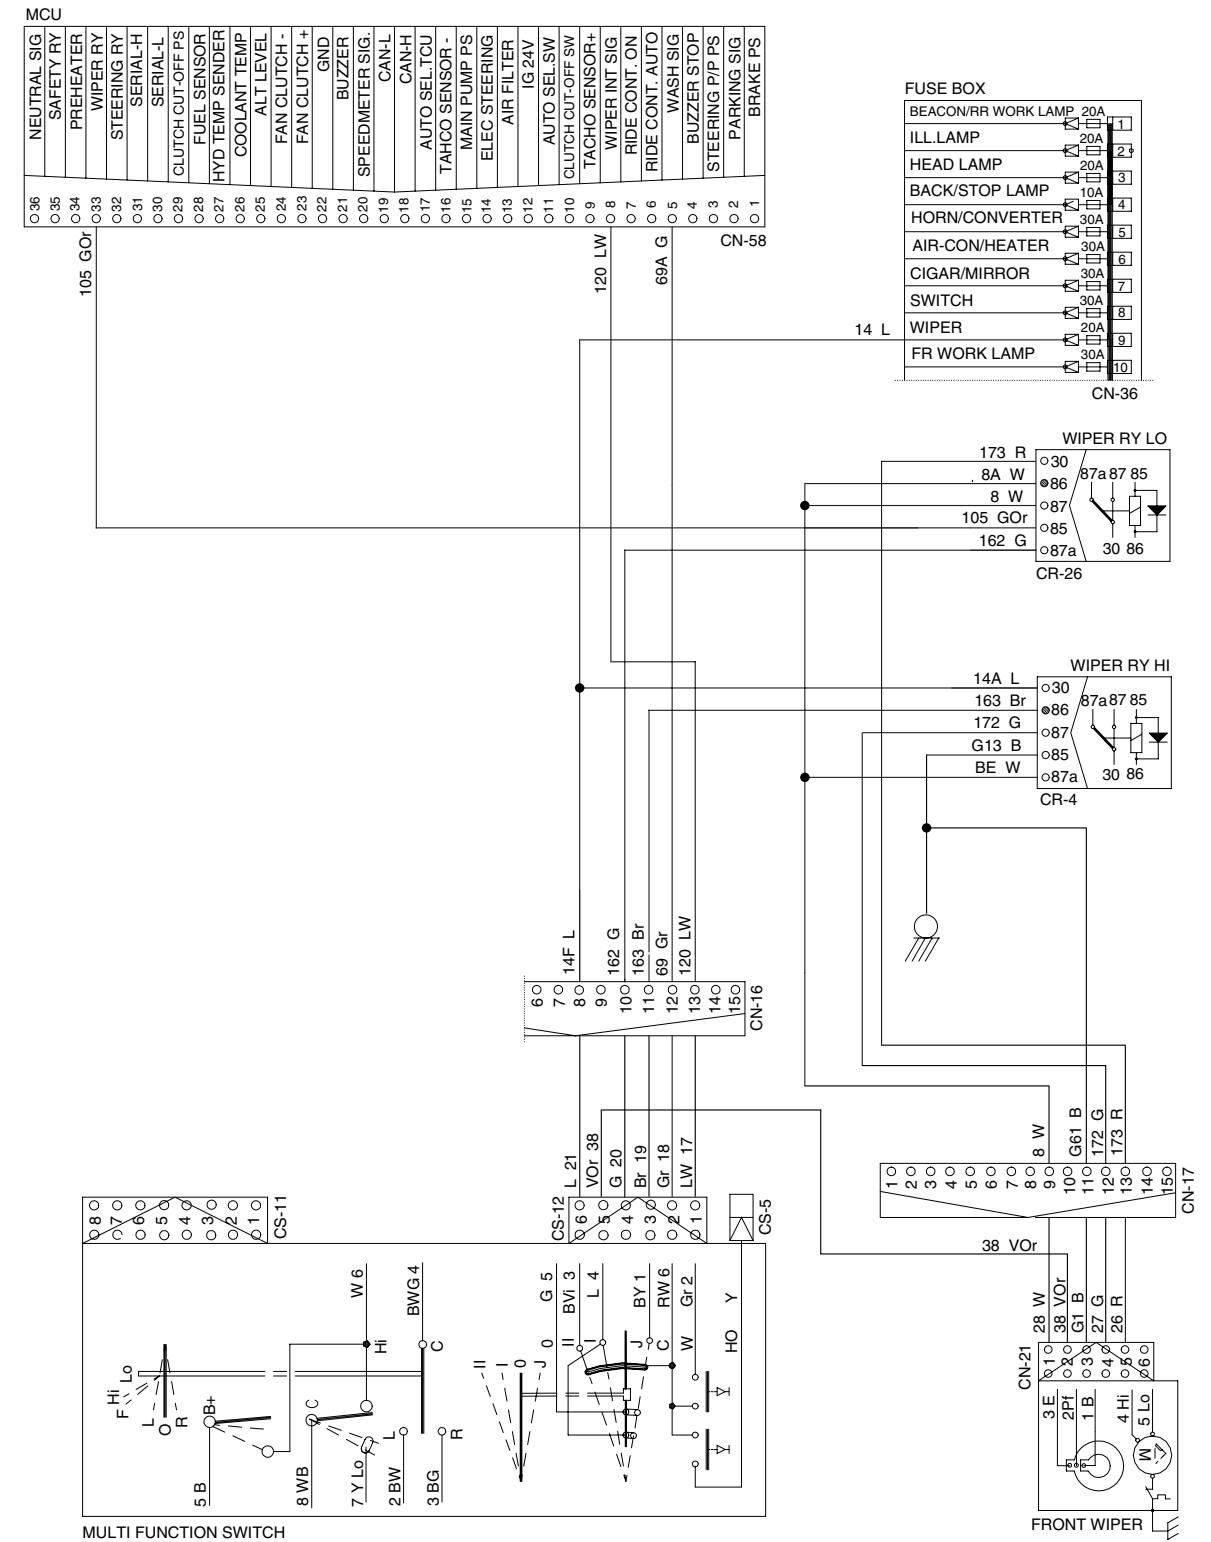 MCU
NEUTRAL SIG
SAFETY RY
PREHEATER
WIPER RY
STEERING RY
SERIAL-H
SERIAL-L
CLUTCH CUT-OFF PS
FUEL SENSOR
HYD TEMP SENDER
COOLANT TEMP
ALT LEVEL
FAN CLUTCH -
FAN CLUTCH +
GND
BUZZER
SPEEDMETER SIG.
CAN-L
CAN-H
AUTO SEL.TCU
TAHCO SENSOR -
MAIN PUMP PS
ELEC STEERING
AIR FILTER
IG 24V
AUTO SEL.SW
CLUTCH CUT-OFF SW
TACHO SENSOR+
WIPER INT SIG
RIDE CONT. ON
RIDE CONT. AUTO
WASH SIG
BUZZER STOP
STEERING P/P PS
PARKING SIG
BRAKE PS
36 35 34 33 32 31 30 29 28 27 26 25 24 23 22 21 20 19 18 17 16 15 14 13 12 11 10 9 8 7 6 5 4 3 2 1
CN-58
105 GOr
120 LW
69A G
FUSE BOX
BEACON/RR WORK LAMP 20A 1
ILL.LAMP 20A 2
HEAD LAMP 20A 3
BACK/STOP LAMP 10A 4
HORN/CONVERTER 30A 5
AIR-CON/HEATER 30A 6
CIGAR/MIRROR 30A 7
SWITCH 30A 8
14 L WIPER 20A 9
FR WORK LAMP 30A 10
CN-36
WIPER RY LO
173 R 30
8A W 86
8 W 87
105 GOr 85
162 G 87a
87a 87 85
30 86
CR-26
WIPER RY HI
14A L 30
163 Br 86
172 G 87
G13 B 85
BE W 87a
87a 87 85
30 86
CR-4
14F L
162 G
163 Br
69 Gr
120 LW
6 7 8 9 10 11 12 13 14 15
CN-16
L 21
VOr 38
G 20
Br 19
Gr 18
LW 17
8 W
G61 B
172 G
173 R
1 2 3 4 5 6 7 8 9 10 11 12 13 14 15
CN-17
8 7 6 5 4 3 2 1
CS-11
CS-12
6 5 4 3 2 1
CS-5
38 VOr
28 W
38 VOr
G1 B
27 G
26 R
CN-21
1 2 3 4 5 6
W 6
BWG 4
G 5
BVi 3
L 4
BY 1
RW 6
Gr 2
Y
HO
W
C
J
I
II
0
Hi
C
II
I
0
J
Lo
Hi
F
L
O
R
B+
C
L
R
5 B
8 WB
7 Y Lo
2 BW
3 BG
3 E
2Pf
1 B
4 Hi
5 Lo
M
MULTI FUNCTION SWITCH
FRONT WIPER